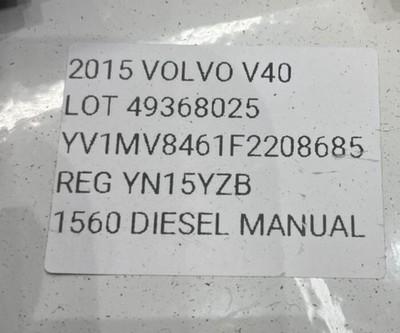 2015 VOLVO V40
LOT 49368025
YV1MV8461F2208685
REG YN15YZB
1560 DIESEL MANUAL